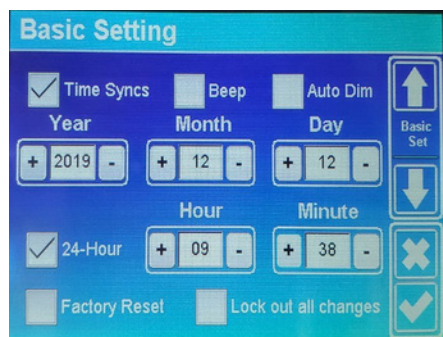 Basic Setting
Time Syncs Beep Auto Dim
Year Month Day
Basic
Set
+ 2019 - + 12 - + 12 -
Hour Minute
24-Hour + 09 - + 38 -
Factory Reset Lock out all changes